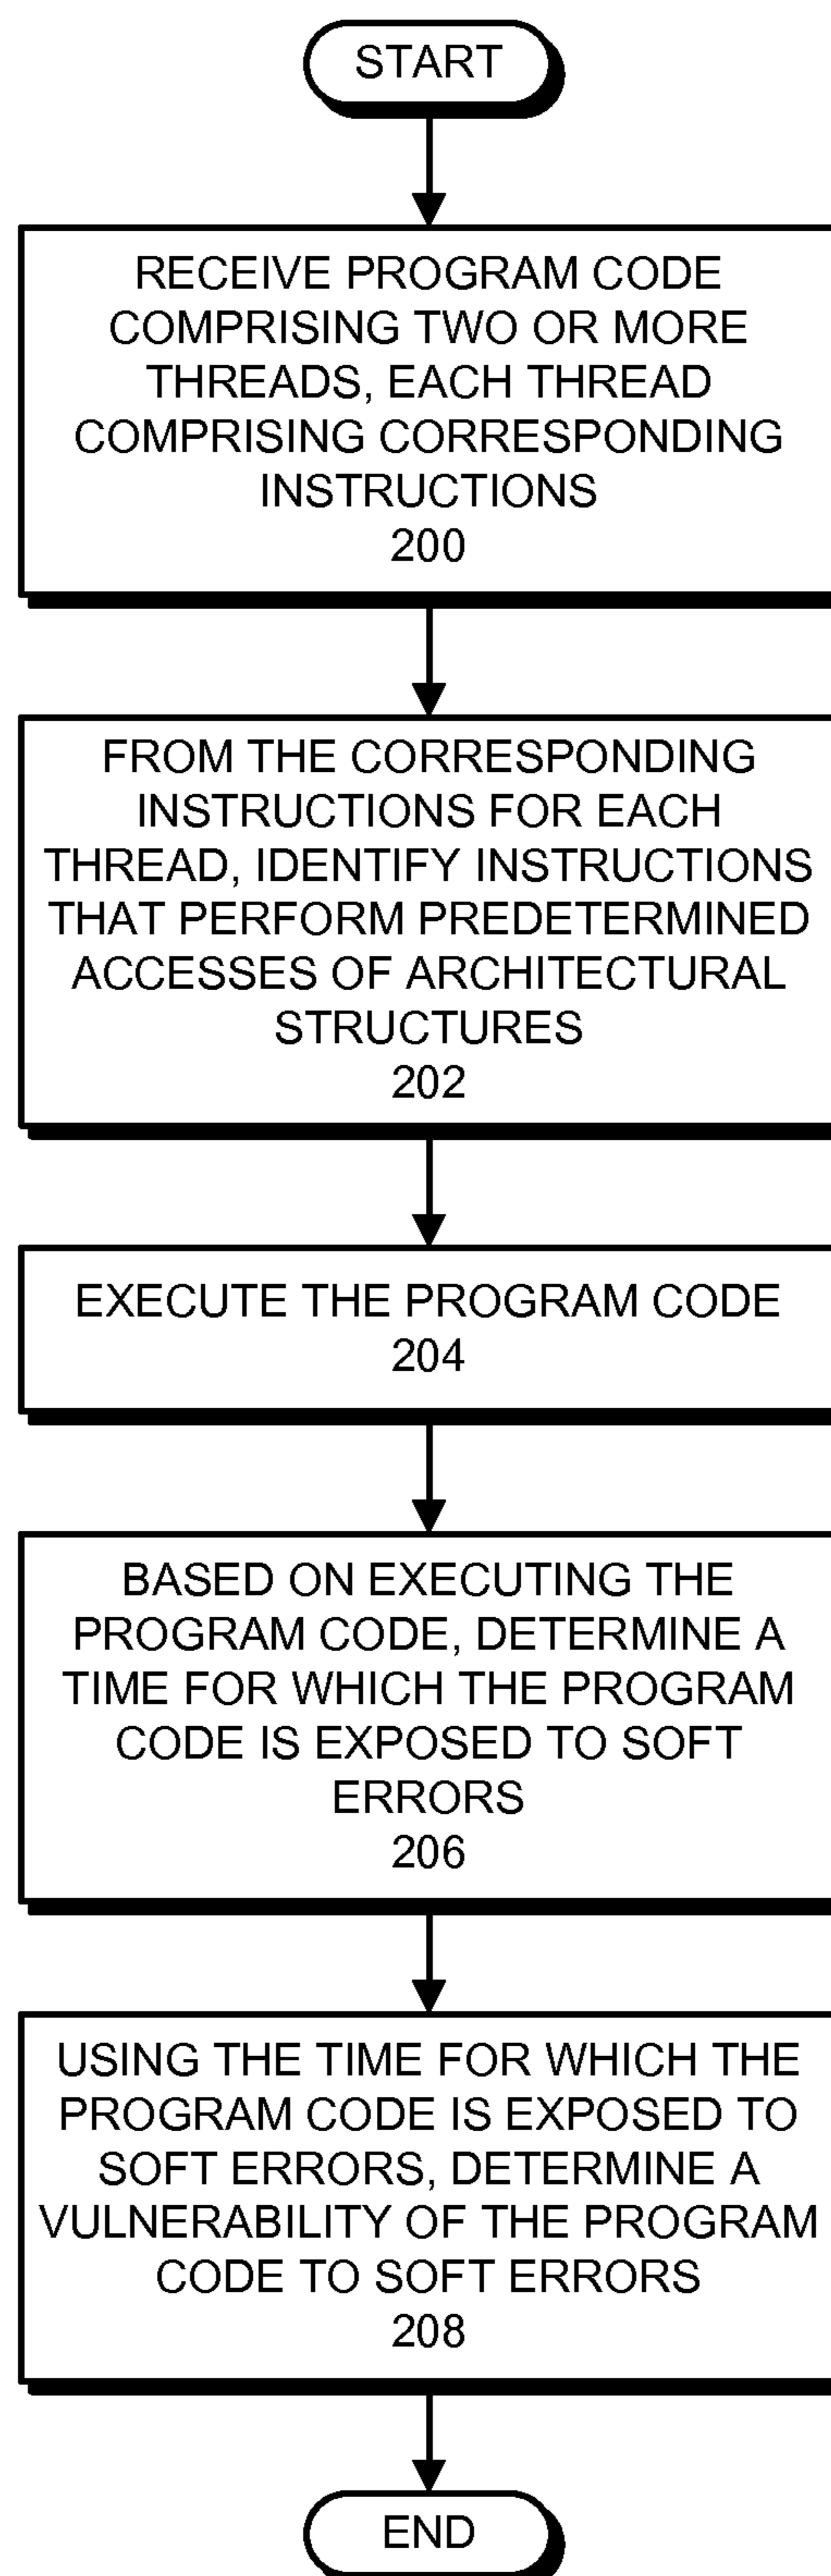 START
RECEIVE PROGRAM CODE
COMPRISING TWO OR MORE
THREADS, EACH THREAD
COMPRISING CORRESPONDING
INSTRUCTIONS
200
FROM THE CORRESPONDING
INSTRUCTIONS FOR EACH
THREAD, IDENTIFY INSTRUCTIONS
THAT PERFORM PREDETERMINED
ACCESSES OF ARCHITECTURAL
STRUCTURES
202
EXECUTE THE PROGRAM CODE
204
BASED ON EXECUTING THE
PROGRAM CODE, DETERMINE A
TIME FOR WHICH THE PROGRAM
CODE IS EXPOSED TO SOFT
ERRORS
206
USING THE TIME FOR WHICH THE
PROGRAM CODE IS EXPOSED TO
SOFT ERRORS, DETERMINE A
VULNERABILITY OF THE PROGRAM
CODE TO SOFT ERRORS
208
END